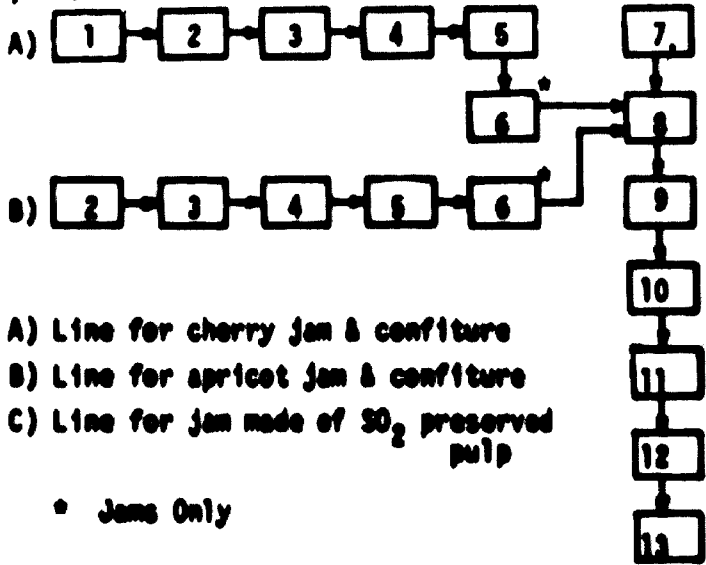 A) 1 2 3 4 5 7
6 * 8
B) 2 3 4 5 6 * 9
10
A) Line for cherry jam & confiture
11
B) Line for apricot jam & confiture
C) Line for jam made of SO2 preserved
pulp
12
* Jams Only
13